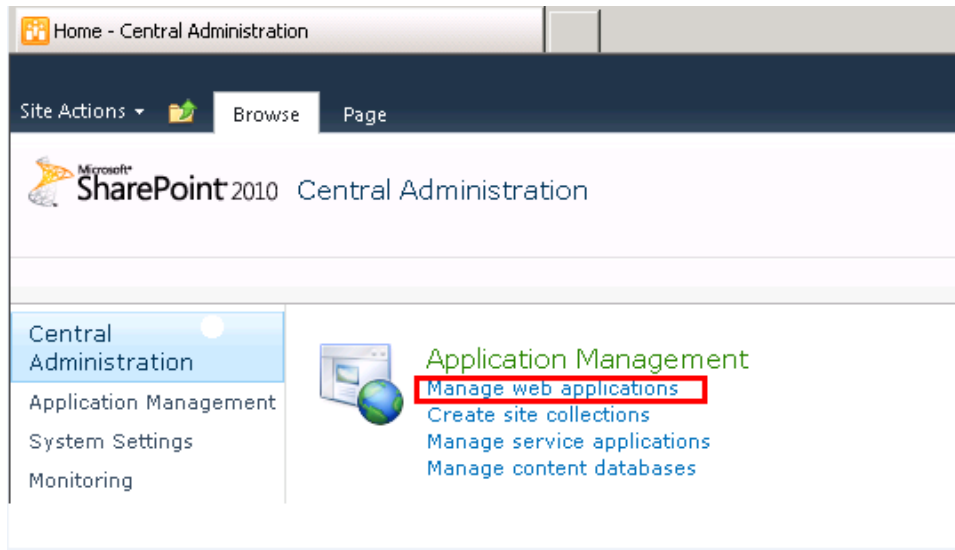 Home - Central Administration
Site Actions
Browse
Page
Microsoft
SharePoint 2010 Central Administration
Central
Administration
Application Management
System Settings
Monitoring
Application Management
Manage web applications
Create site collections
Manage service applications
Manage content databases